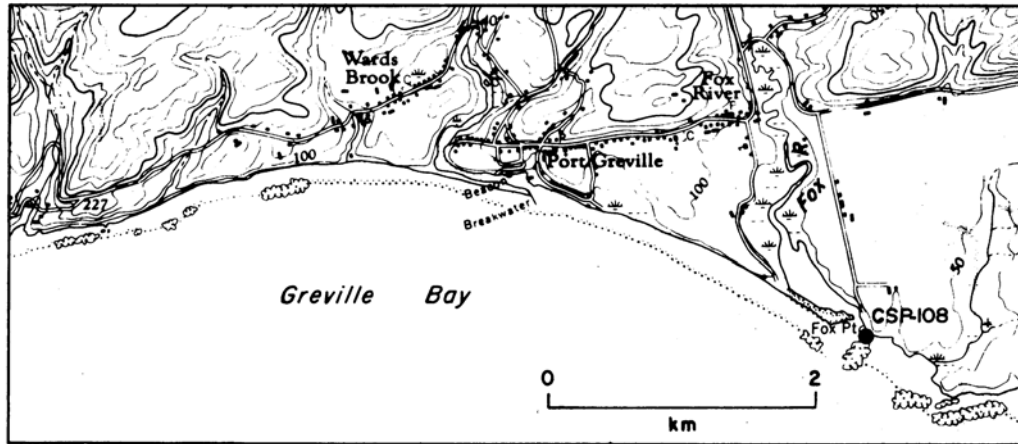 Wards
Brook
Fox
River
Port Greville
F
C
100
100
227
50
Beacon
Breakwater
Fox R.
Greville Bay
CSP-108
Fox Pt
0 2
km